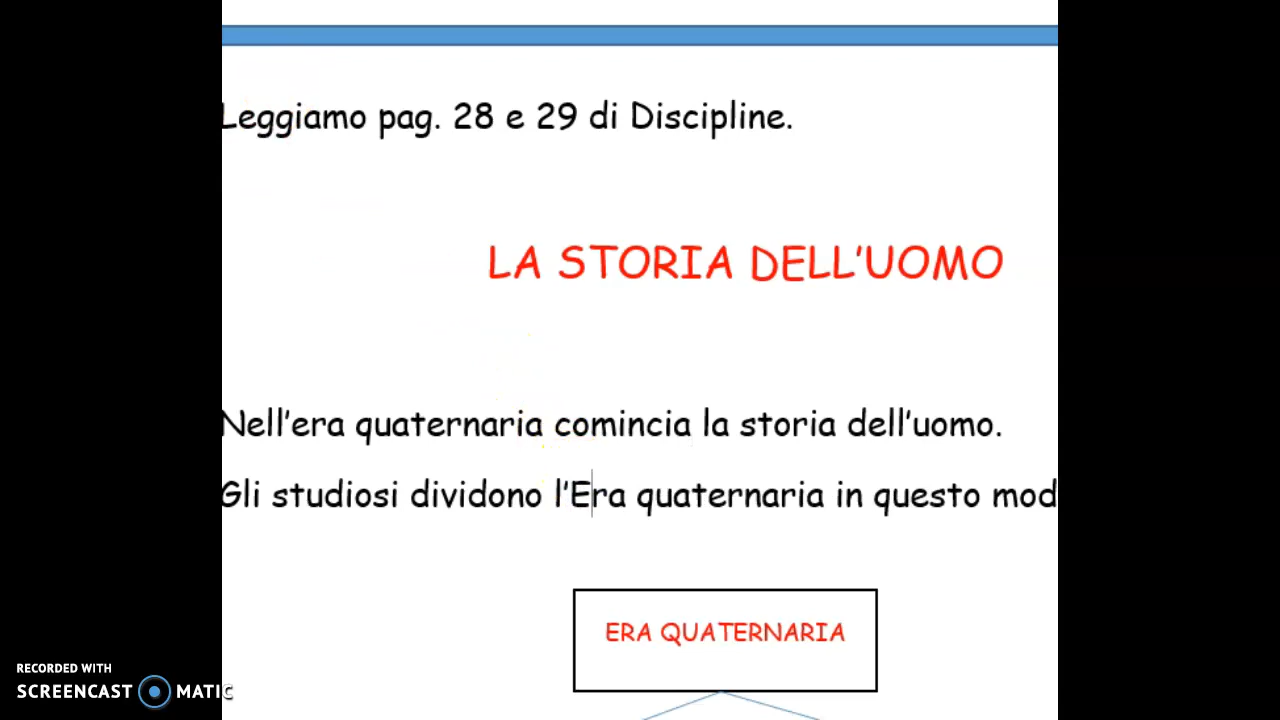 Leggiamo pag. 28 e 29 di Discipline.
LA STORIA DELL'UOMO
Nell'era quaternaria comincia la storia dell'uomo.
Gli studiosi dividono l'Era quaternaria in questo mod
ERA QUATERNARIA
RECORDED WITH
SCREENCAST MATIC